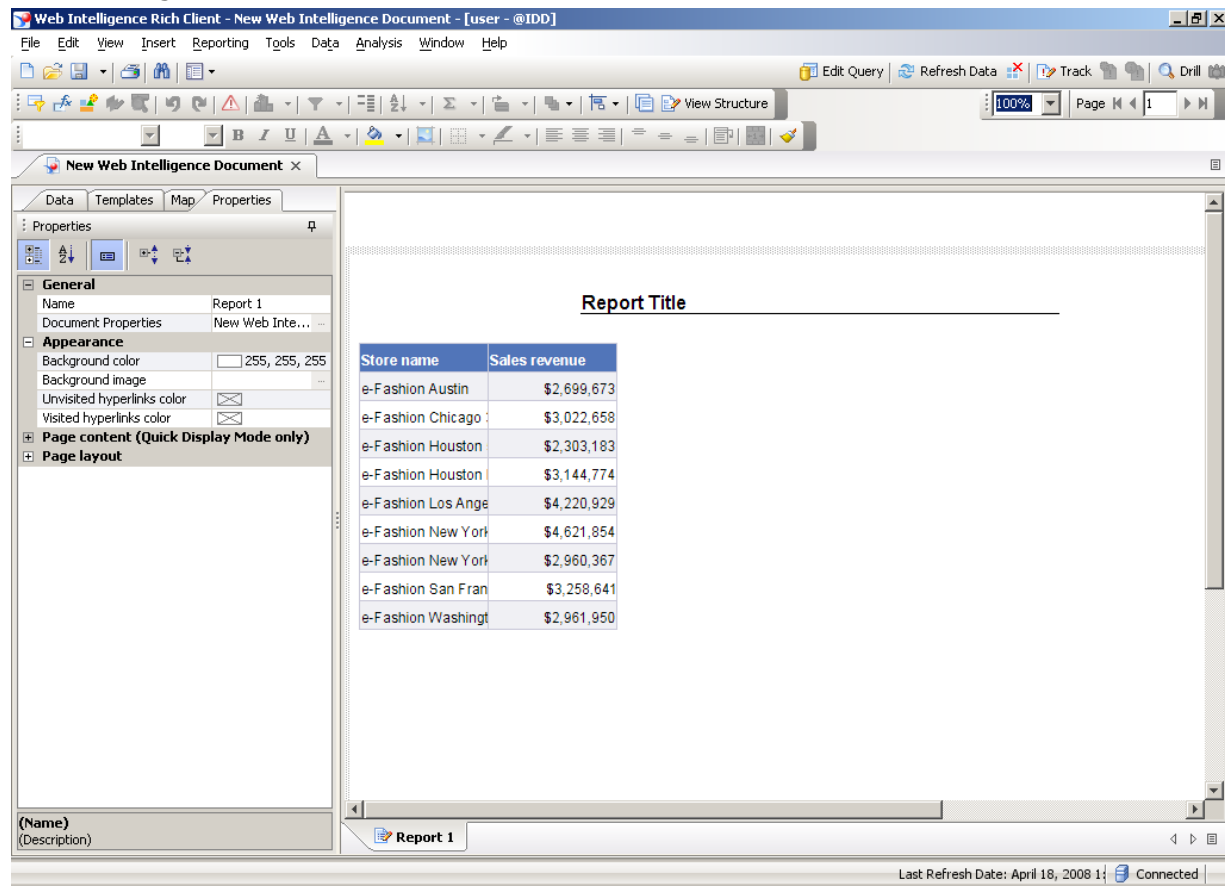 Web Intelligence Rich Client - New Web Intelligence Document - [user - @IDD]
File Edit View Insert Reporting Tools Data Analysis Window Help
Edit Query Refresh Data Track Drill
View Structure 100% Page 1
B I U A
New Web Intelligence Document
Data Templates Map Properties
Properties
General
Name Report 1
Document Properties New Web Inte... ...
Appearance
Background color 255, 255, 255
Background image ...
Unvisited hyperlinks color
Visited hyperlinks color
Page content (Quick Display Mode only)
Page layout
Report Title
Store name Sales revenue
e-Fashion Austin $2,699,673
e-Fashion Chicago $3,022,658
e-Fashion Houston $2,303,183
e-Fashion Houston $3,144,774
e-Fashion Los Ange $4,220,929
e-Fashion New York $4,621,854
e-Fashion New York $2,960,367
e-Fashion San Fran $3,258,641
e-Fashion Washingt $2,961,950
(Name)
(Description)
Report 1
Last Refresh Date: April 18, 2008 1: Connected